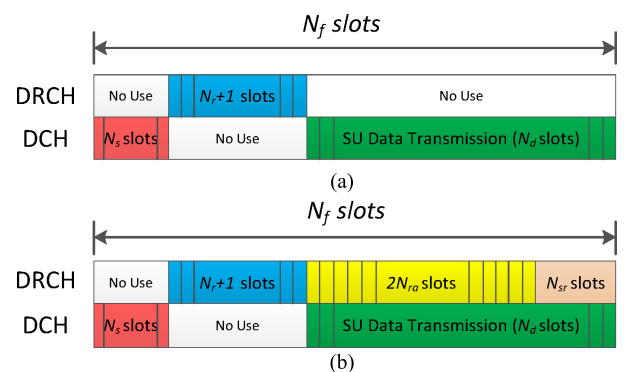 N_f slots
DRCH No Use N_r+1 slots No Use
DCH N_s slots No Use SU Data Transmission (N_d slots)
(a)
N_f slots
DRCH No Use N_r+1 slots 2N_ra slots N_sr slots
DCH N_s slots No Use SU Data Transmission (N_d slots)
(b)